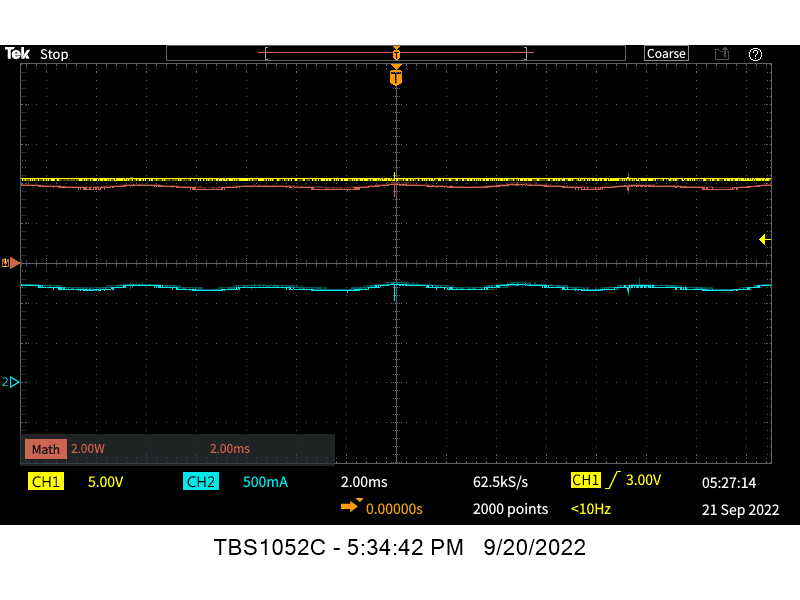 Tek Stop
T
Coarse
T
M
2
Math 2.00W 2.00ms
CH1 5.00V CH2 500mA 2.00ms 62.5kS/s CH1 3.00V 05:27:14
0.00000s 2000 points <10Hz 21 Sep 2022
TBS1052C - 5:34:42 PM 9/20/2022